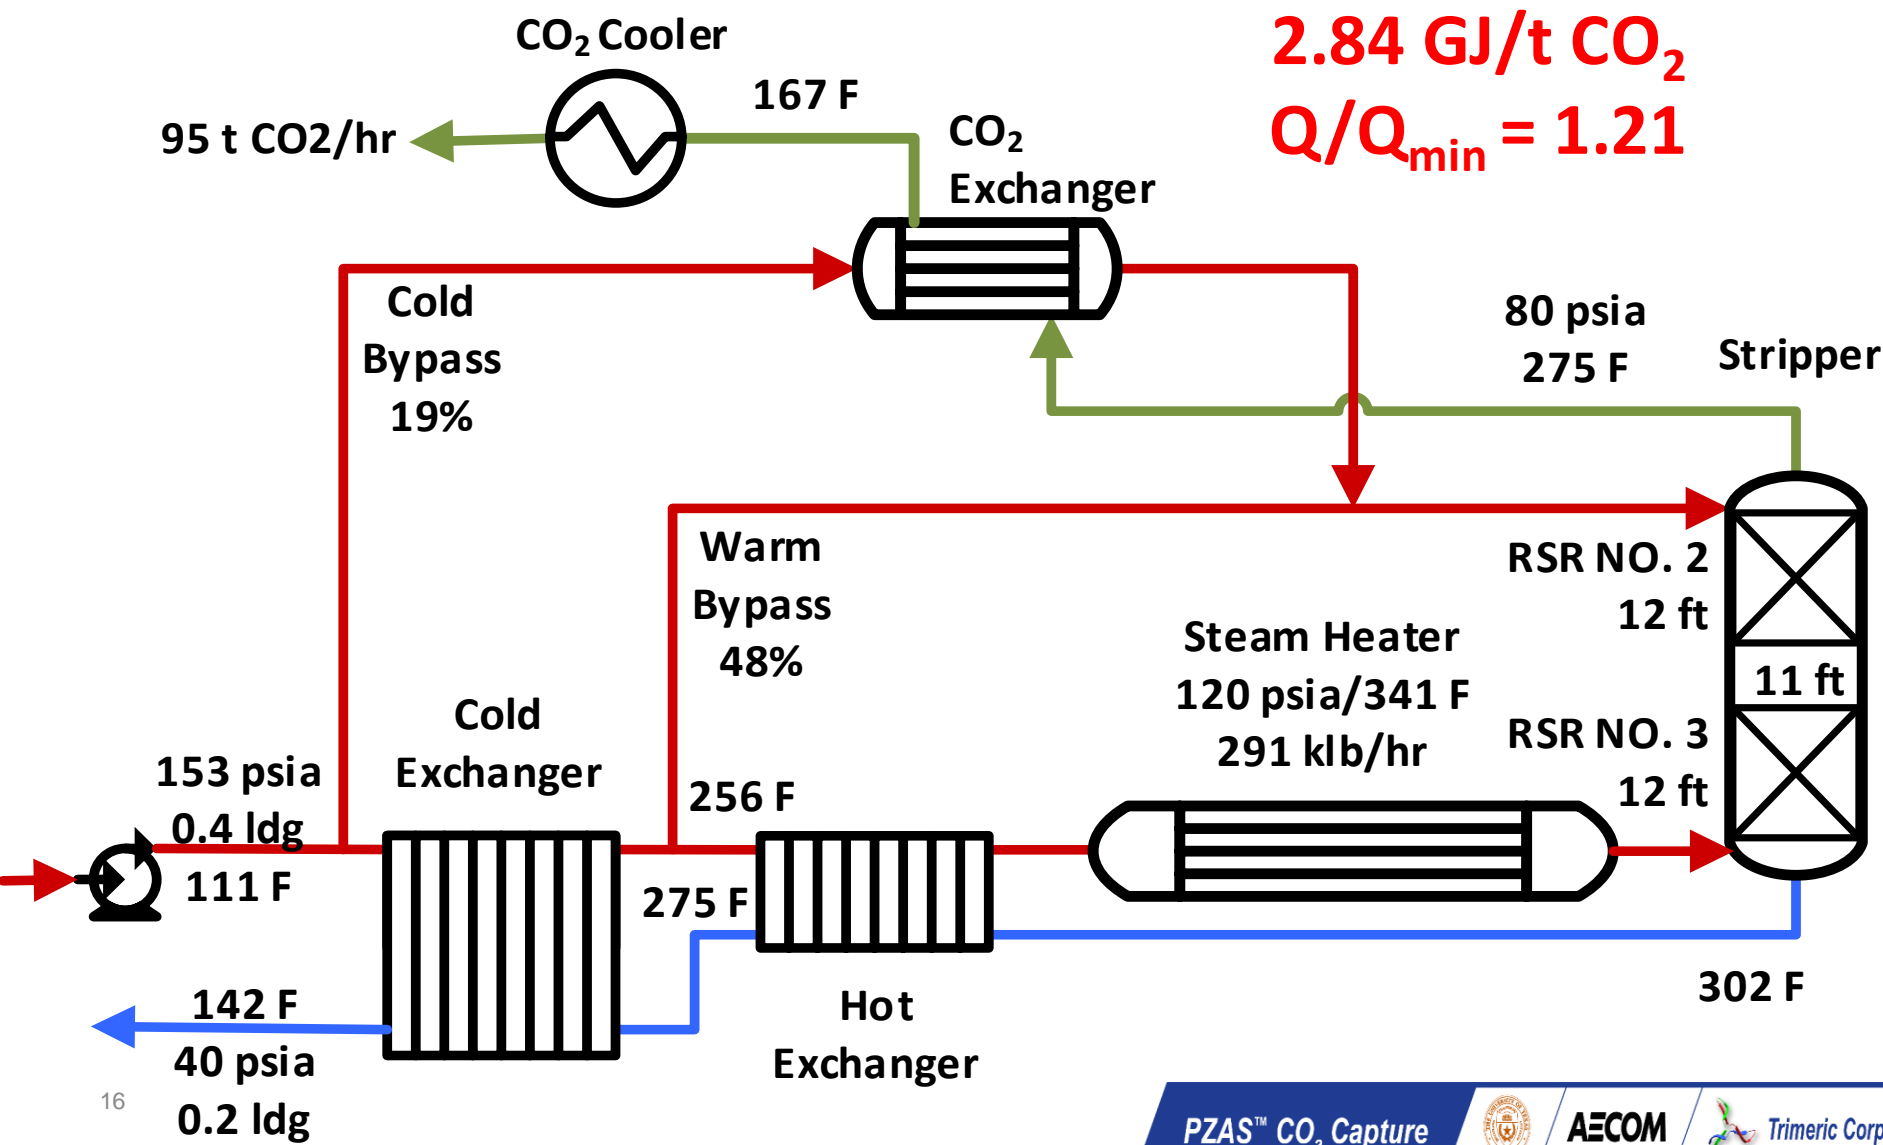 2.84 GJ/t CO₂
Q/Qmin = 1.21
CO₂ Cooler
167 F
95 t CO2/hr
CO₂
Exchanger
Cold
Bypass
19%
80 psia
275 F
Stripper
Warm
Bypass
48%
RSR NO. 2
12 ft
11 ft
Steam Heater
120 psia/341 F
291 klb/hr
RSR NO. 3
12 ft
Cold
Exchanger
153 psia
0.4 ldg
111 F
256 F
275 F
302 F
Hot
Exchanger
142 F
40 psia
0.2 ldg
16
PZAS™ CO₂ Capture
AECOM
Trimeric Corp